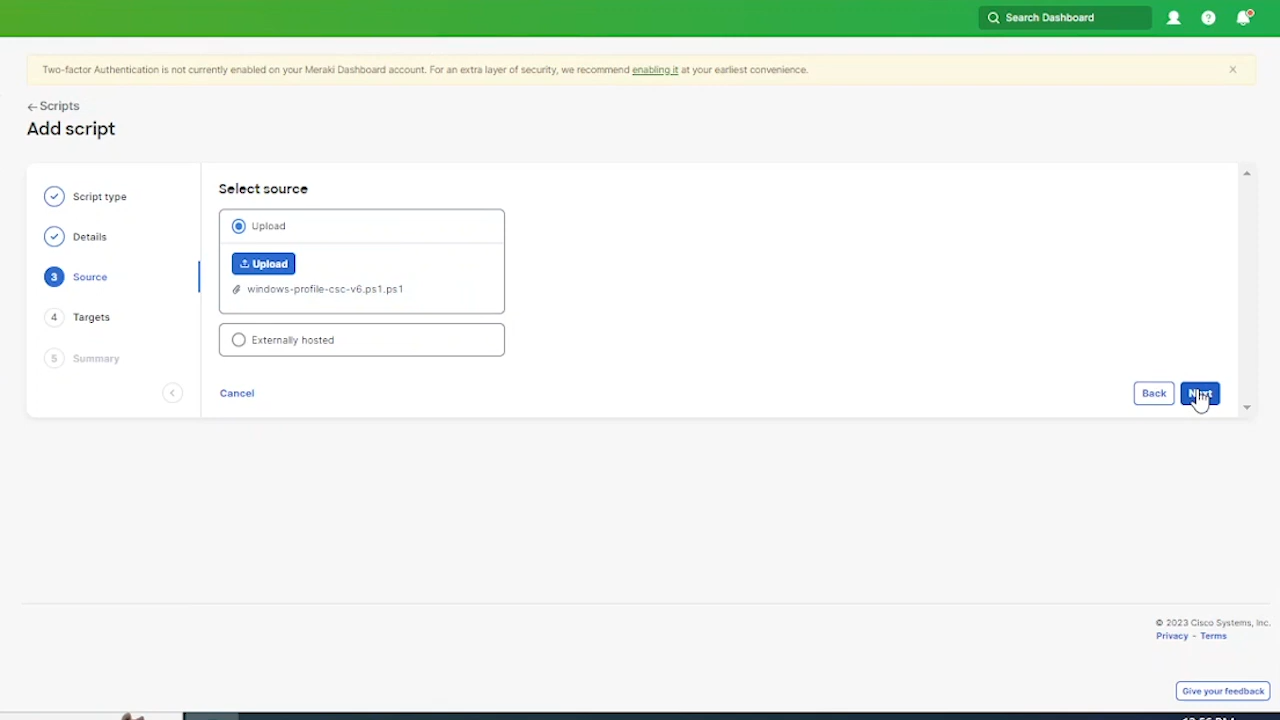 Search Dashboard
Two-factor Authentication is not currently enabled on your Meraki Dashboard account. For an extra layer of security, we recommend enabling it at your earliest convenience.
← Scripts
Add script
Script type
Details
3 Source
4 Targets
5 Summary
Select source
Upload
Upload
windows-profile-csc-v6.ps1.ps1
Externally hosted
Cancel
Back
Next
© 2023 Cisco Systems, Inc.
Privacy - Terms
Give your feedback